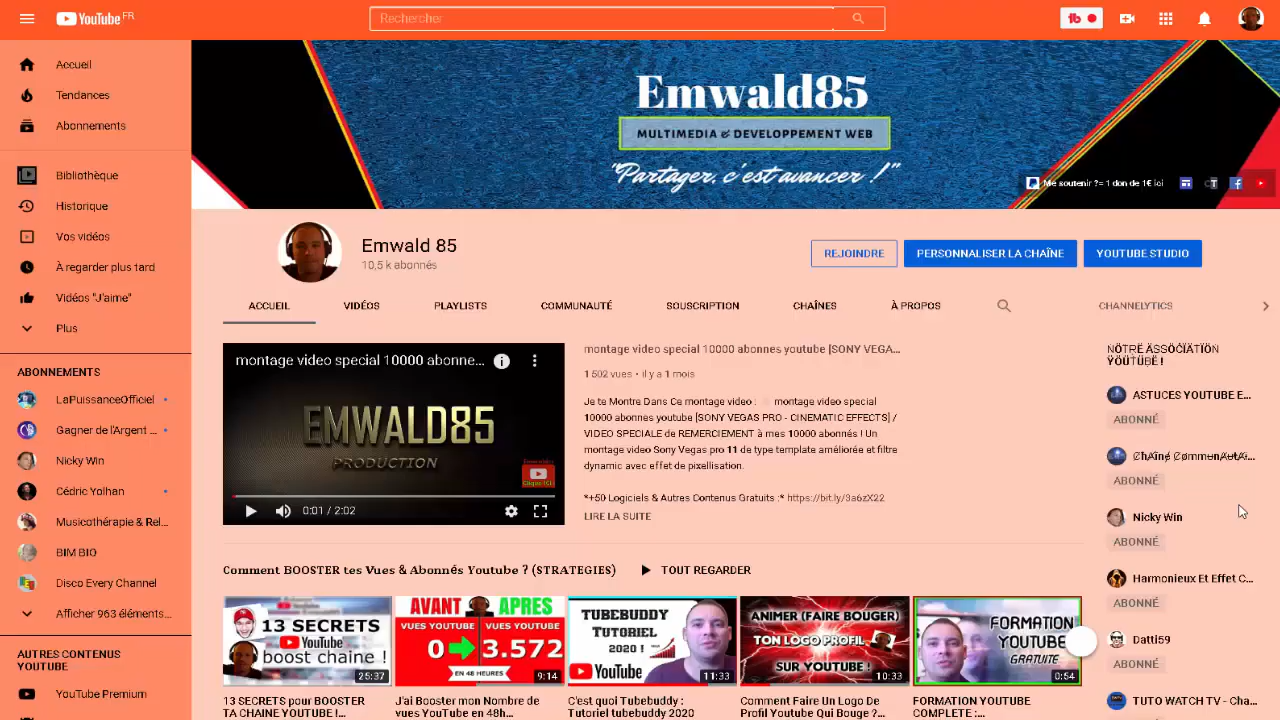 YouTube FR
Rechercher
Accueil
Tendances
Abonnements
Bibliothèque
Historique
Vos vidéos
À regarder plus tard
Vidéos "J'aime"
Plus
ABONNEMENTS
LaPuissanceOfficiel
Gagner de l'Argent ...
Nicky Win
Cédric Yolhan
Musicothérapie & Rel...
BIM BIO
Disco Every Channel
Afficher 963 éléments...
AUTRES CONTENUS
YOUTUBE
YouTube Premium
Emwald85
MULTIMEDIA & DEVELOPPEMENT WEB
"Partager, c'est avancer !"
Me soutenir ?= 1 don de 1€ ici
Emwald 85
10,5 k abonnés
REJOINDRE
PERSONNALISER LA CHAÎNE
YOUTUBE STUDIO
ACCUEIL
VIDÉOS
PLAYLISTS
COMMUNAUTÉ
SOUSCRIPTION
CHAÎNES
À PROPOS
CHANNELYTICS
montage video special 10000 abonne...
EMWALD85
PRODUCTION
0:01 / 2:02
montage video special 10000 abonnes youtube [SONY VEGA...
1 502 vues • il y a 1 mois
Je te Montre Dans Ce montage video : montage video special
10000 abonnes youtube [SONY VEGAS PRO - CINEMATIC EFFECTS] /
VIDEO SPECIALE de REMERCIEMENT à mes 10000 abonnés ! Un
montage video Sony Vegas pro 11 de type template améliorée et filtre
dynamic avec effet de pixellisation.
*+50 Logiciels & Autres Contenus Gratuits :* https://bit.ly/3a6zX22
LIRE LA SUITE
Comment BOOSTER tes Vues & Abonnés Youtube ? (STRATEGIES)
TOUT REGARDER
13 SECRETS
YouTube
boost chaine !
25:37
13 SECRETS pour BOOSTER
TA CHAINE YOUTUBE !...
AVANT APRES
VUES YOUTUBE VUES YOUTUBE
0 3.572
EN 48 HEURES
9:14
J'ai Booster mon Nombre de
vues YouTube en 48h...
TUBEBUDDY
TUTORIEL
2020 !
YouTube
11:33
C'est quoi Tubebuddy :
Tutoriel tubebuddy 2020
ANIMER (FAIRE BOUGER)
TON LOGO PROFIL
SUR YOUTUBE !
10:33
Comment Faire Un Logo De
Profil Youtube Qui Bouge ?...
FORMATION
YOUTUBE
GRATUITE
0:54
FORMATION YOUTUBE
COMPLETE :...
ASTUCES YOUTUBE E...
ABONNÉ
ABONNÉ
Nicky Win
ABONNÉ
Harmonieux Et Effet C...
ABONNÉ
Datti59
ABONNÉ
TUTO WATCH TV - Cha...